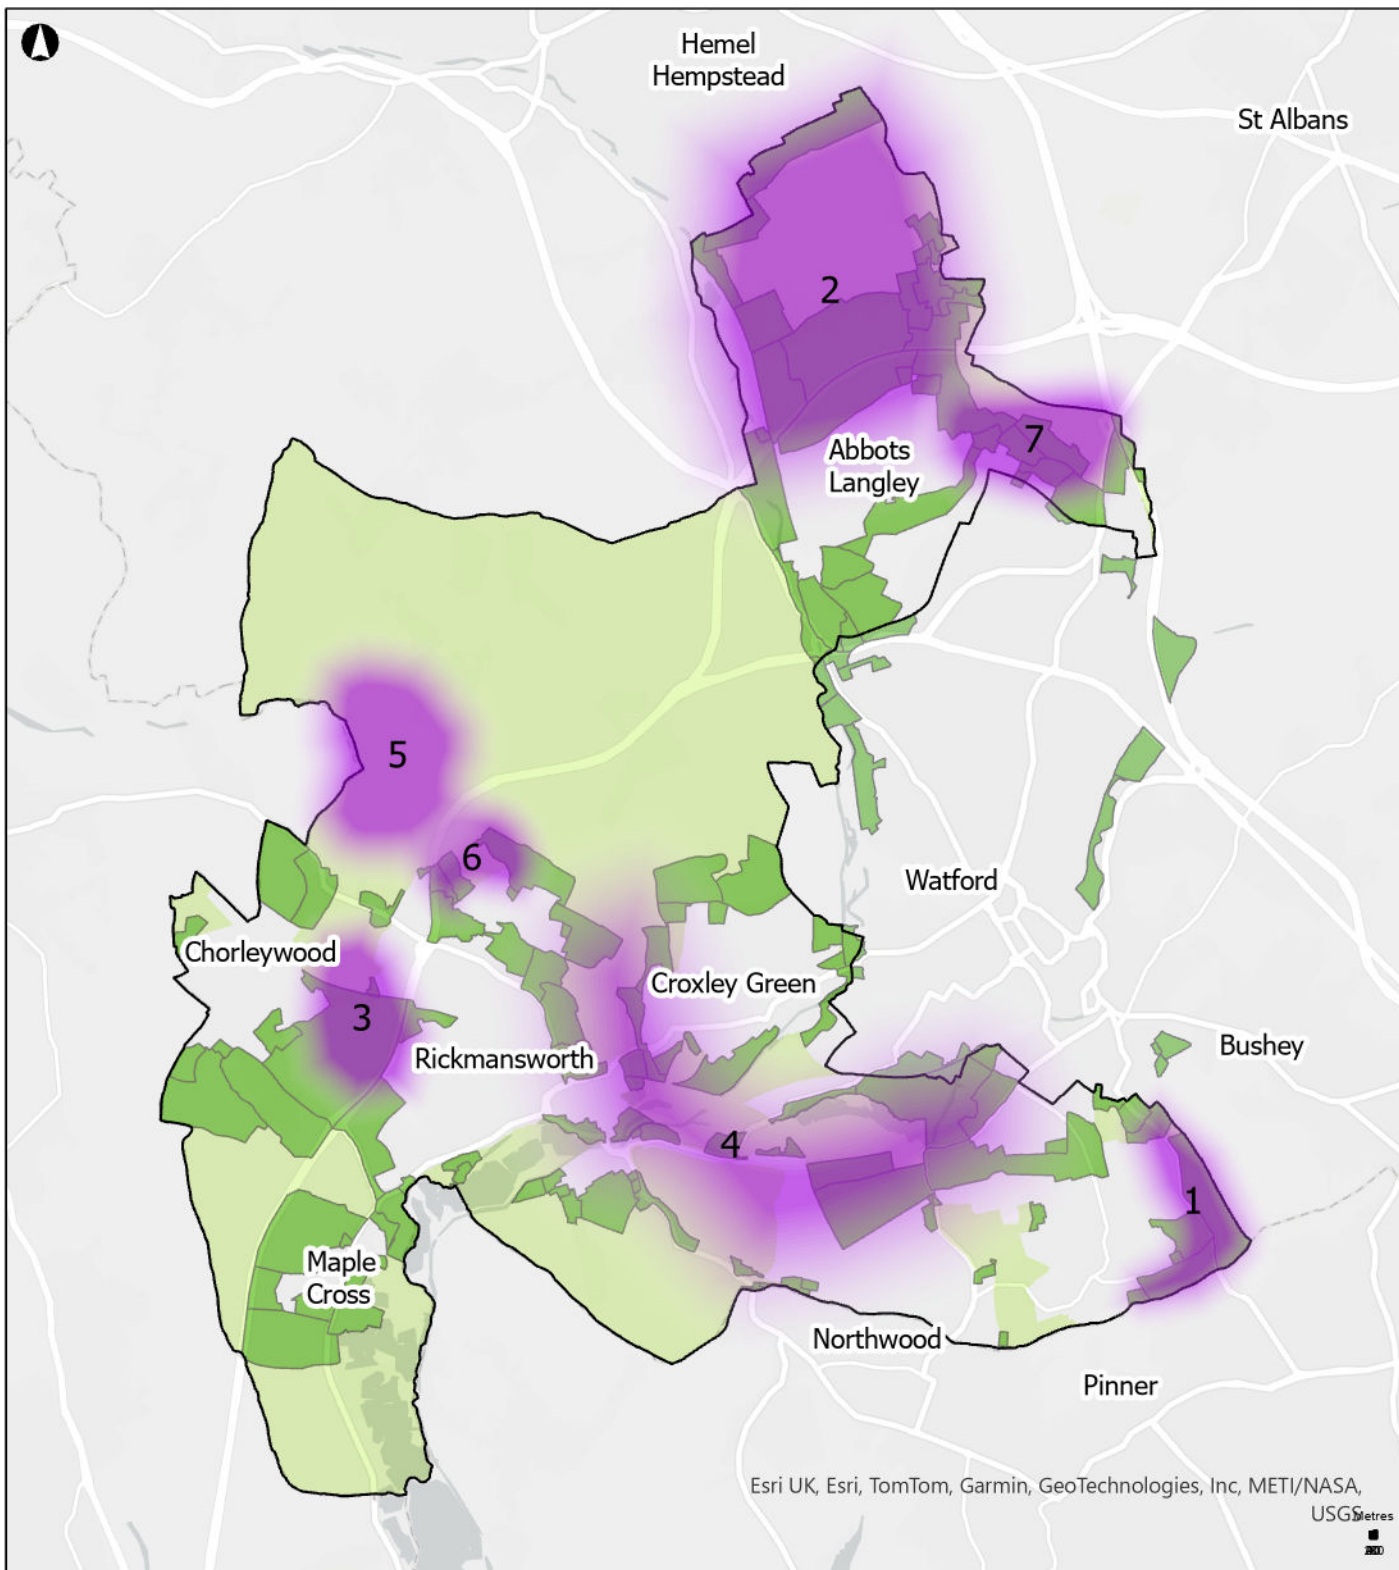 Hemel
Hempstead
St Albans
2
7
Abbots
Langley
5
6
Watford
Chorleywood
Croxley Green
3
Rickmansworth
Bushey
4
1
Maple
Cross
Northwood
Pinner
Esri UK, Esri, TomTom, Garmin, GeoTechnologies, Inc, METI/NASA,
USGS
Metres